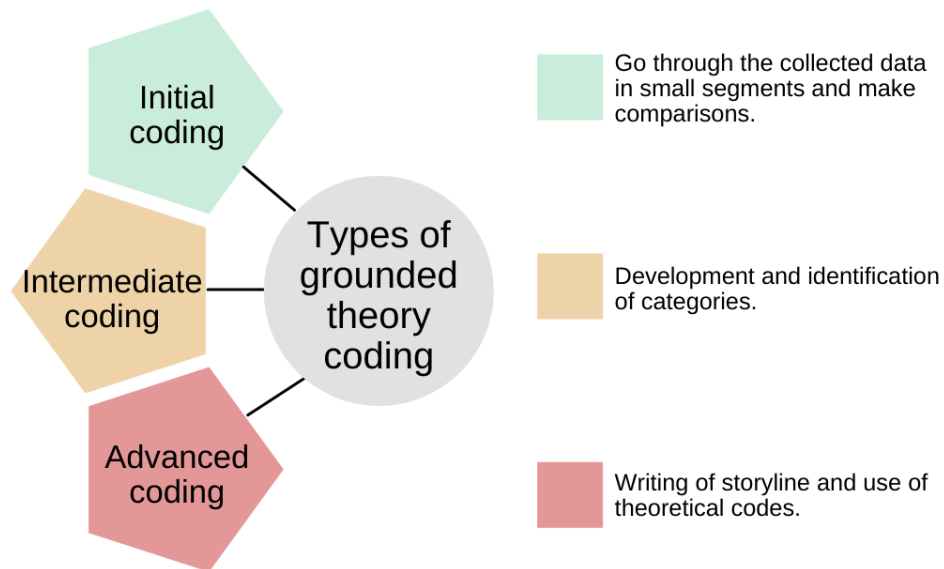 Initial
coding
Intermediate
coding
Advanced
coding
Types of
grounded
theory
coding
Go through the collected data
in small segments and make
comparisons.
Development and identification
of categories.
Writing of storyline and use of
theoretical codes.